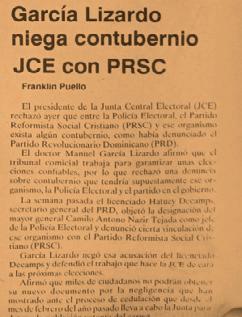 García Lizardo
niega contubernio
JCE con PRSC
Franklin Puello
El presidente de la Junta Central Electoral (JCE)
rechazó ayer que entre la Policía Electoral, el Partido
Reformista Social Cristiano (PRSC) y ese organismo
exista algún contubernio, como había denunciado el
Partido Revolucionario Dominicano (PRD).
El doctor Manuel García Lizardo afirmó que el
tribunal comicial trabaja para garantizar unas elec-
ciones confiables, por lo que rechazó una denuncia
sobre contubernio que tendría supuestamente ese or-
ganismo, la Policía Electoral y el partido en el gobierno.
La semana pasada el licenciado Hatuey Decamps,
secretario general del PRD, objetó la designación del
mayor general Camilo Antonio Nazir Tejada como jefe
de la Policía Electoral y denunció cierta vinculación de
ese organismo con el Partido Reformista Social Cris-
tiano (PRSC).
García Lizardo negó esa acusación del licenciado
Decamps y defendió el trabajo que hace la JCE de cara
a las próximas elecciones.
Afirmó que miles de ciudadanos no podrán obtener
su nuevo documento por la negligencia que han
mostrado ante el proceso de cedulación que desde el
mes de febrero del año pasado lleva a cabo la Junta para